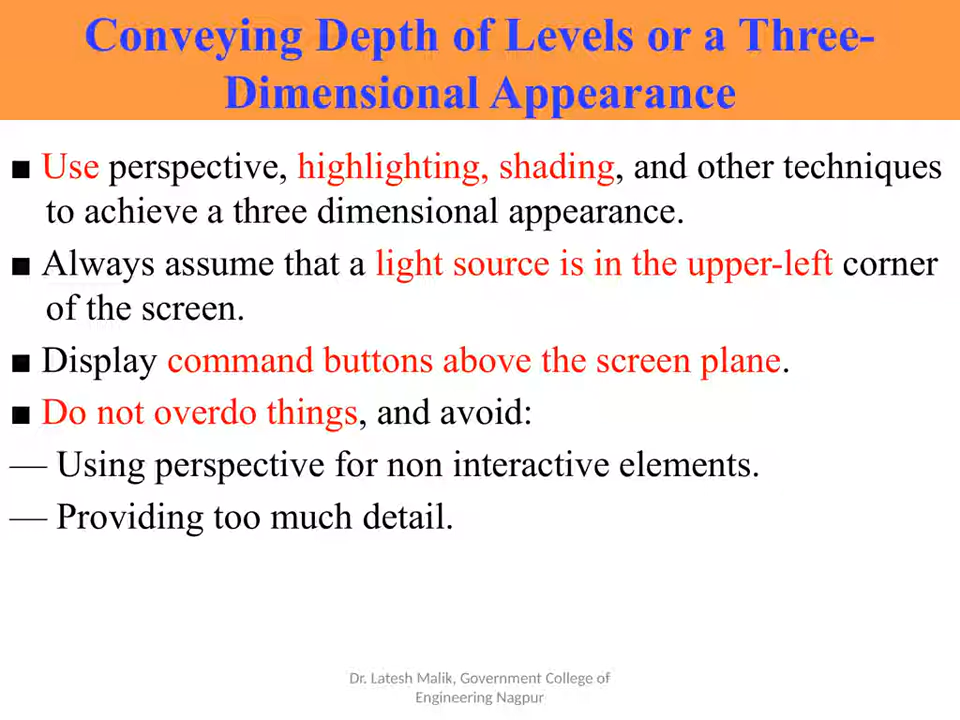 Conveying Depth of Levels or a Three-
Dimensional Appearance
■ Use perspective, highlighting, shading, and other techniques
to achieve a three dimensional appearance.
■ Always assume that a light source is in the upper-left corner
of the screen.
■ Display command buttons above the screen plane.
■ Do not overdo things, and avoid:
— Using perspective for non interactive elements.
— Providing too much detail.
Dr. Latesh Malik, Government College of
Engineering Nagpur